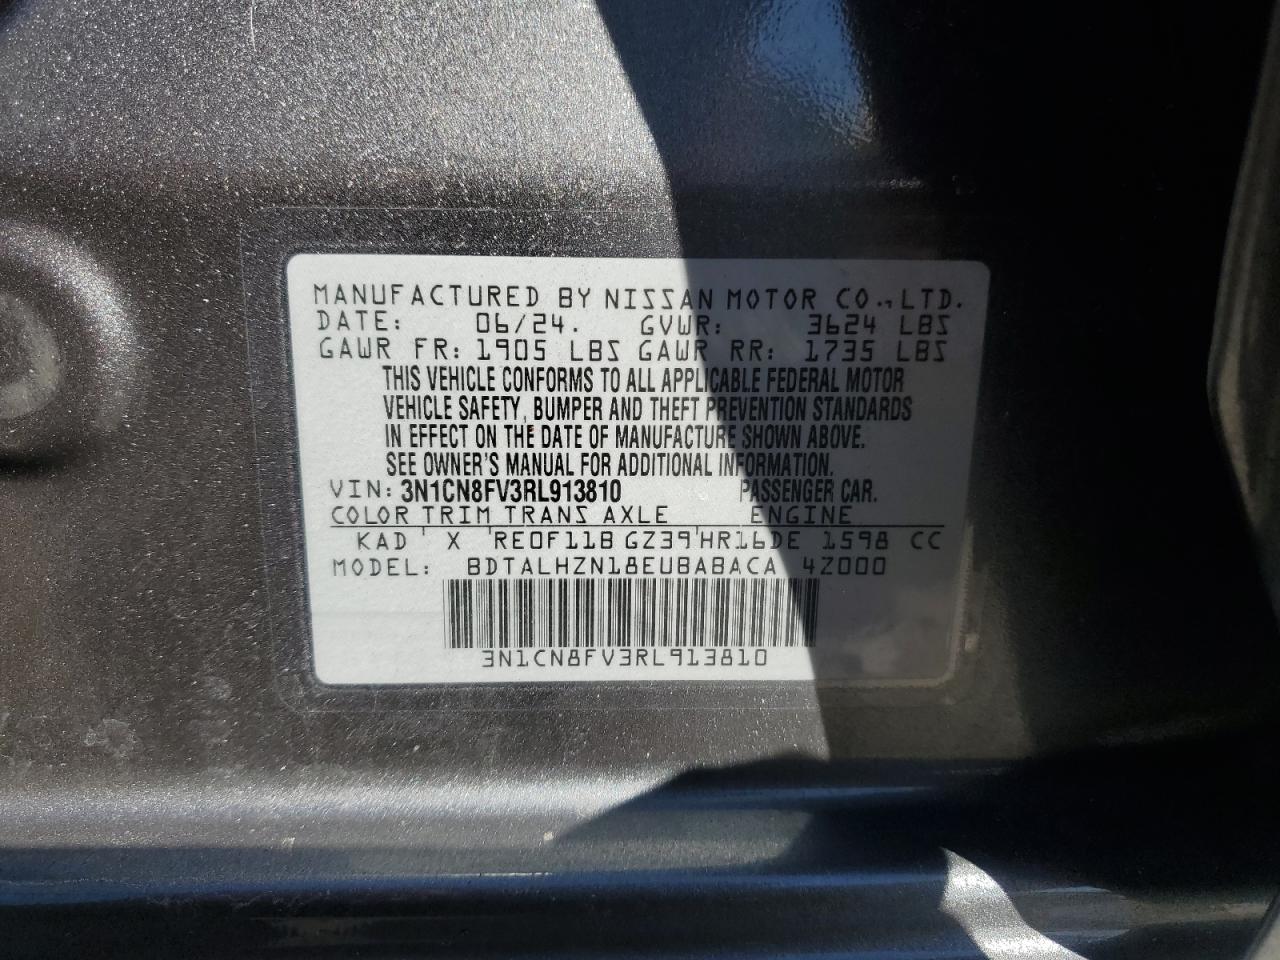 MANUFACTURED BY NISSAN MOTOR CO., LTD.
DATE: 06/24. GVWR: 3624 LBS
GAWR FR: 1905 LBS GAWR RR: 1735 LBS
THIS VEHICLE CONFORMS TO ALL APPLICABLE FEDERAL MOTOR
VEHICLE SAFETY, BUMPER AND THEFT PREVENTION STANDARDS
IN EFFECT ON THE DATE OF MANUFACTURE SHOWN ABOVE.
SEE OWNER'S MANUAL FOR ADDITIONAL INFORMATION.
VIN: 3N1CN8FV3RL913810 PASSENGER CAR.
COLOR TRIM TRANS AXLE ENGINE
KAD X RE0F11B GZ39 HR16DE 1598 CC
MODEL: BDTALHZN18EUBABACA 4Z000
3N1CN8FV3RL913810